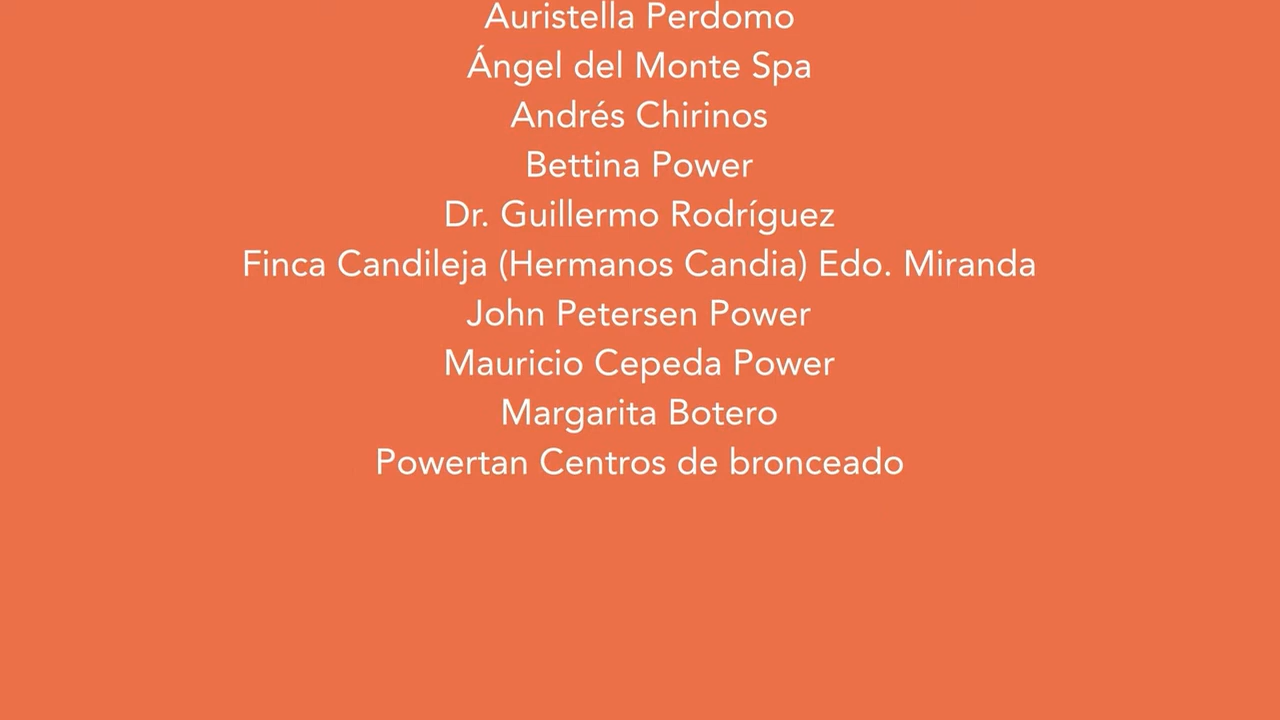 Auristella Perdomo
Ángel del Monte Spa
Andrés Chirinos
Bettina Power
Dr. Guillermo Rodríguez
Finca Candileja (Hermanos Candia) Edo. Miranda
John Petersen Power
Mauricio Cepeda Power
Margarita Botero
Powertan Centros de bronceado